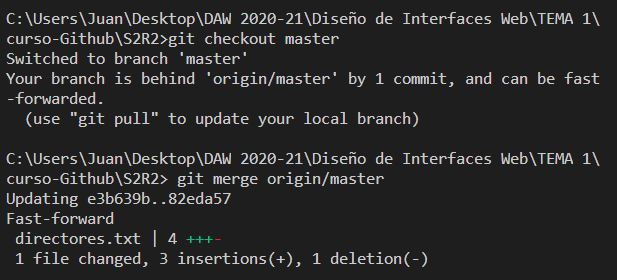 C:\Users\Juan\Desktop\DAW 2020-21\Diseño de Interfaces Web\TEMA 1\
curso-Github\S2R2>git checkout master
Switched to branch 'master'
Your branch is behind 'origin/master' by 1 commit, and can be fast
-forwarded.
  (use "git pull" to update your local branch)

C:\Users\Juan\Desktop\DAW 2020-21\Diseño de Interfaces Web\TEMA 1\
curso-Github\S2R2> git merge origin/master
Updating e3b639b..82eda57
Fast-forward
 directores.txt | 4 +++-
 1 file changed, 3 insertions(+), 1 deletion(-)